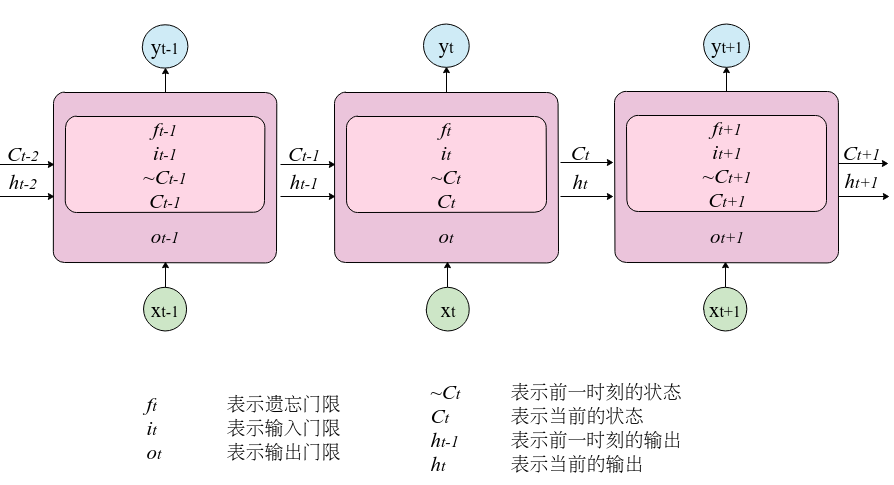 yt-1 yt yt+1
ft-1 ft ft+1
it-1 it it+1
Ct-2 Ct-1 Ct Ct+1
~Ct-1 ~Ct ~Ct+1
ht-2 ht-1 ht ht+1
Ct-1 Ct Ct+1
ot-1 ot ot+1
xt-1 xt xt+1
ft 表示遗忘门限
it 表示输入门限
ot 表示输出门限
~Ct 表示前一时刻的状态
Ct 表示当前的状态
ht-1 表示前一时刻的输出
ht 表示当前的输出